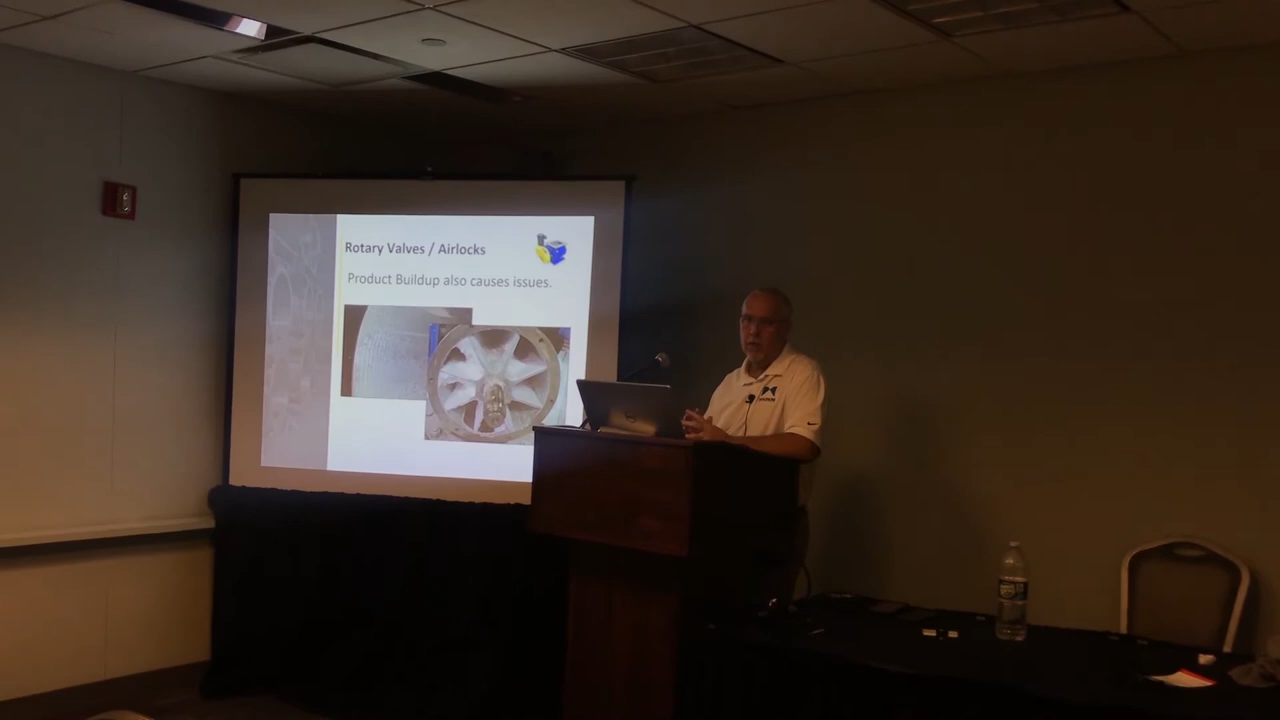 Rotary Valves / Airlocks
Product Buildup also causes issues.